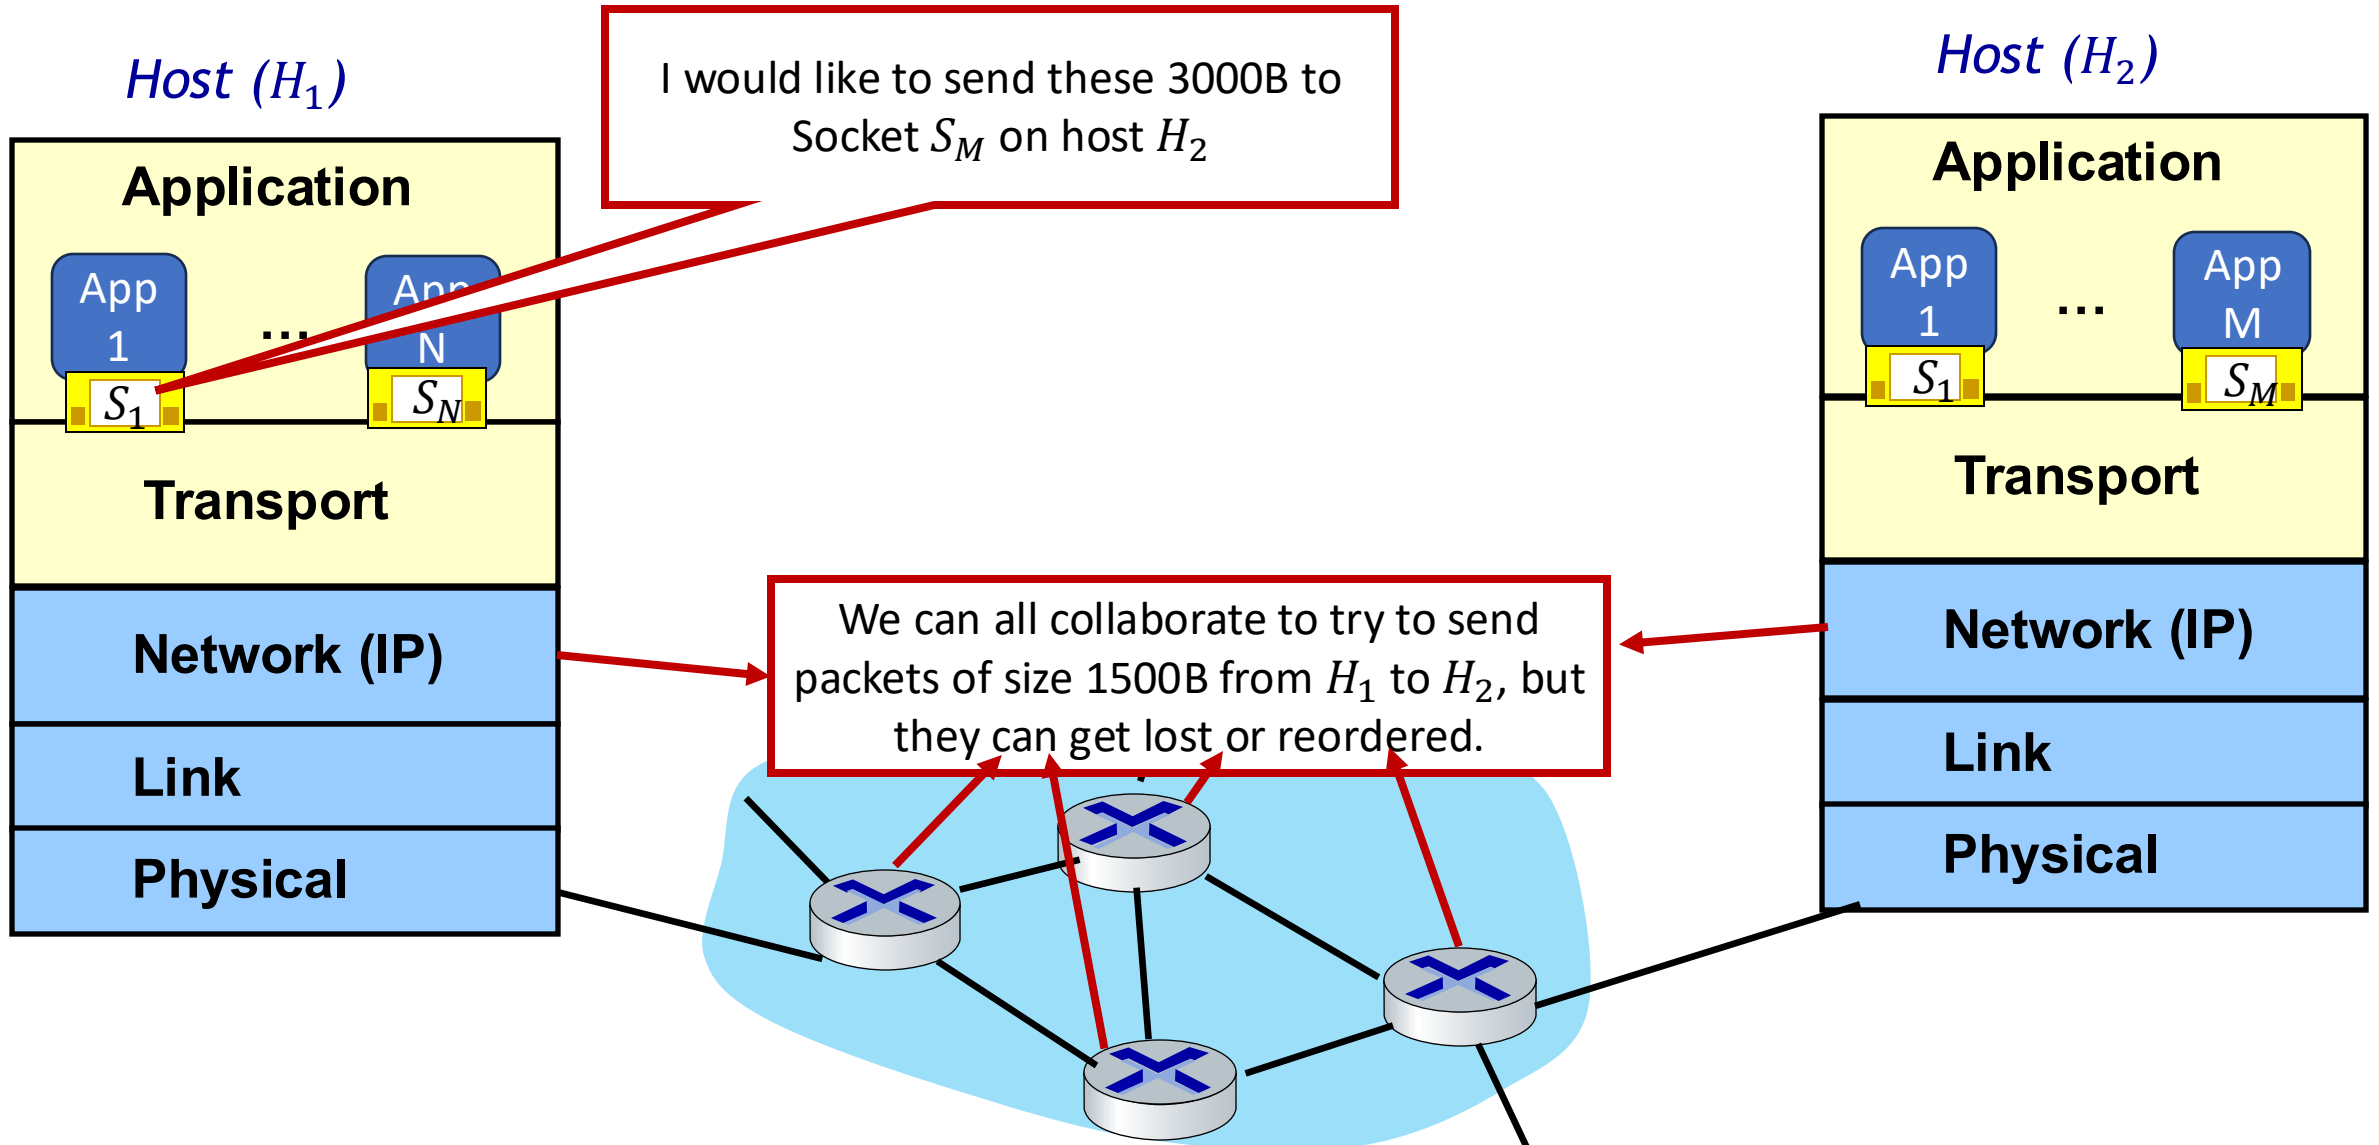 Host (H₁)
I would like to send these 3000B to
Socket S_M on host H₂
Host (H₂)
Application
App
1
...
App
N
S₁
S_N
Transport
Network (IP)
Link
Physical
We can all collaborate to try to send
packets of size 1500B from H₁ to H₂, but
they can get lost or reordered.
Application
App
1
...
App
M
S₁
S_M
Transport
Network (IP)
Link
Physical